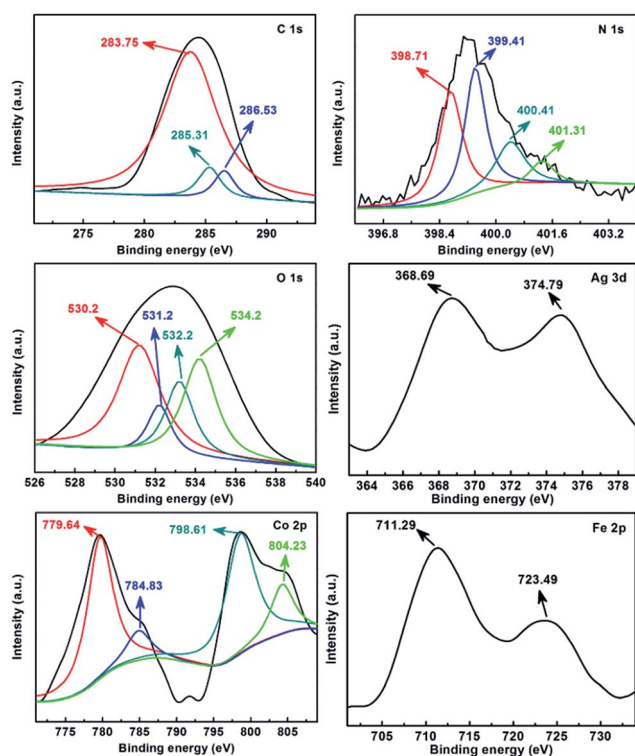 C 1s
283.75
286.53
285.31
Intensity (a.u.)
275 280 285 290
Binding energy (eV)
N 1s
399.41
398.71
400.41
401.31
Intensity (a.u.)
396.8 398.4 400.0 401.6 403.2
Binding energy (eV)
O 1s
530.2
531.2
534.2
532.2
Intensity (a.u.)
526 528 530 532 534 536 538 540
Binding energy (eV)
Ag 3d
368.69
374.79
Intensity (a.u.)
364 366 368 370 372 374 376 378
Binding energy (eV)
Co 2p
779.64
798.61
804.23
784.83
Intensity (a.u.)
775 780 785 790 795 800 805
Binding energy (eV)
Fe 2p
711.29
723.49
Intensity (a.u.)
705 710 715 720 725 730
Binding energy (eV)